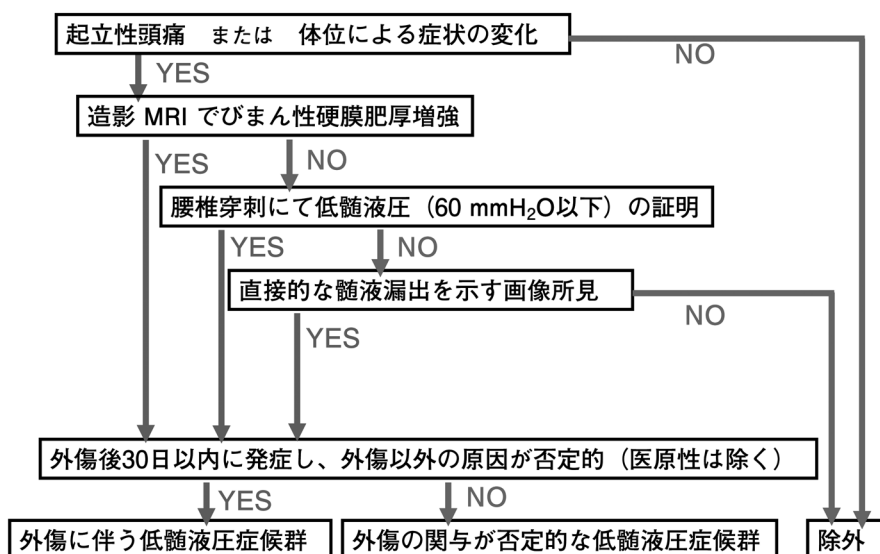 起立性頭痛　または　体位による症状の変化
NO
YES
造影 MRI でびまん性硬膜肥厚増強
YES
NO
腰椎穿刺にて低髄液圧（60 mmH₂O以下）の証明
YES
NO
直接的な髄液漏出を示す画像所見
NO
YES
外傷後30日以内に発症し、外傷以外の原因が否定的（医原性は除く）
YES
NO
外傷に伴う低髄液圧症候群
外傷の関与が否定的な低髄液圧症候群
除外